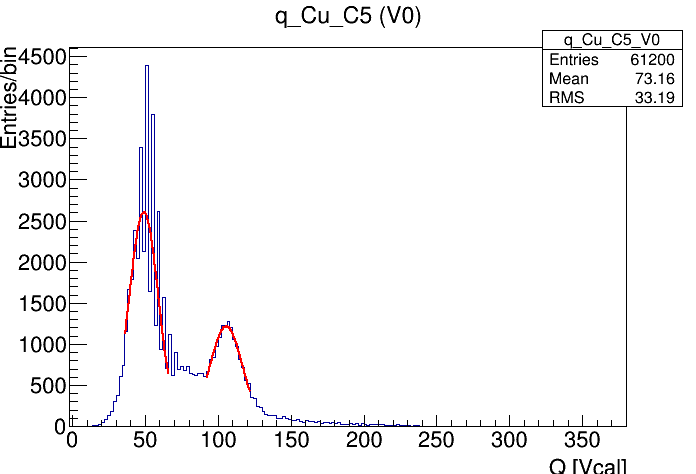 q_Cu_C5 (V0)
q_Cu_C5_V0
Entries 61200
Mean 73.16
RMS 33.19
Entries/bin
4500
4000
3500
3000
2500
2000
1500
1000
500
0
0 50 100 150 200 250 300 350
Q [Vcal]